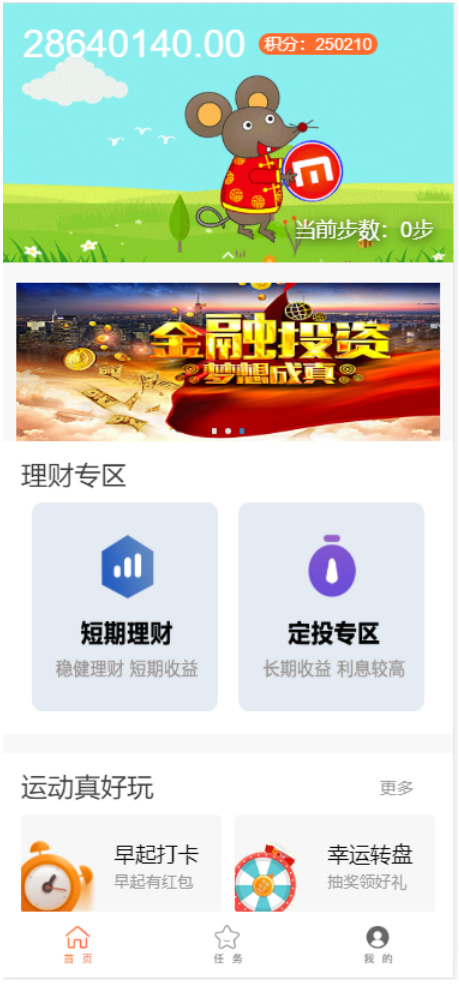 28640140.00 积分：250210
当前步数：0步
金融投资
梦想成真
理财专区
短期理财 定投专区
稳健理财 短期收益 长期收益 利息较高
运动真好玩 更多
早起打卡 幸运转盘
早起有红包 抽奖领好礼
首 页 任 务 我 的